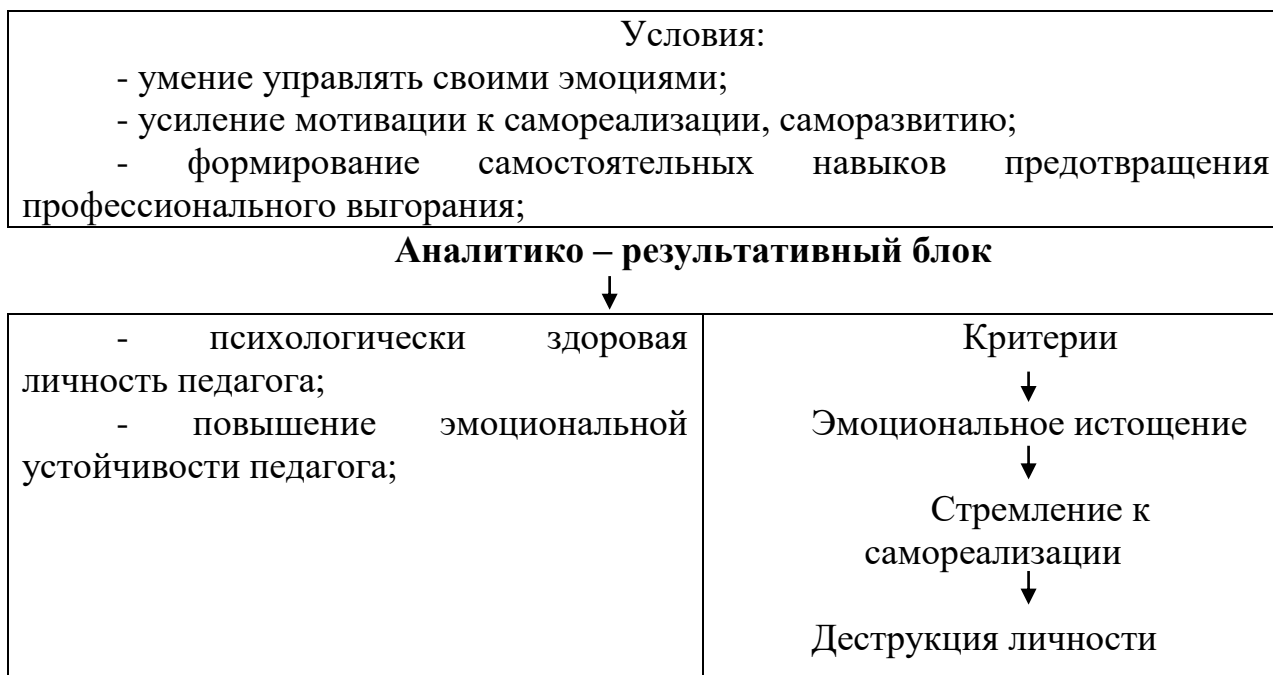 Условия:
- умение управлять своими эмоциями;
- усиление мотивации к самореализации, саморазвитию;
- формирование самостоятельных навыков предотвращения
профессионального выгорания;
Аналитико – результативный блок
- психологически здоровая
личность педагога;
- повышение эмоциональной
устойчивости педагога;
Критерии
Эмоциональное истощение
Стремление к
самореализации
Деструкция личности